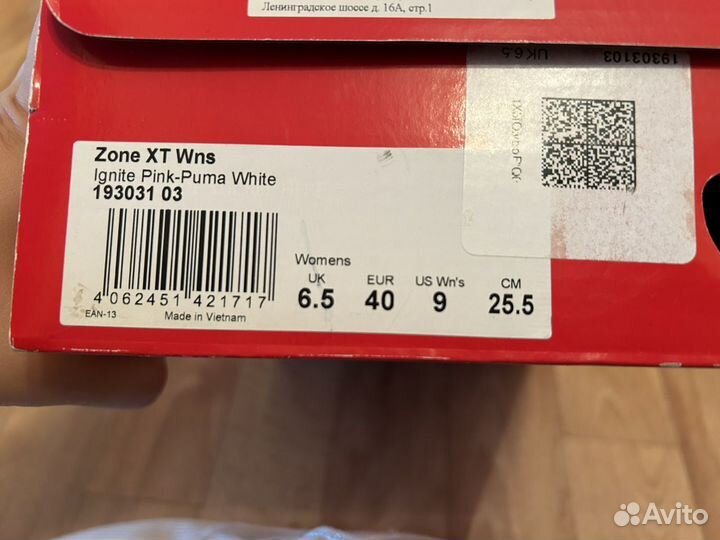 Ленинградское шоссе д. 16А, стр.1
UK 6.5
19303103
Zone XT Wns
Ignite Pink-Puma White
193031 03
4 062451 421717
EAN-13
Made in Vietnam
Womens
UK EUR US Wn's CM
6.5 40 9 25.5
Avito